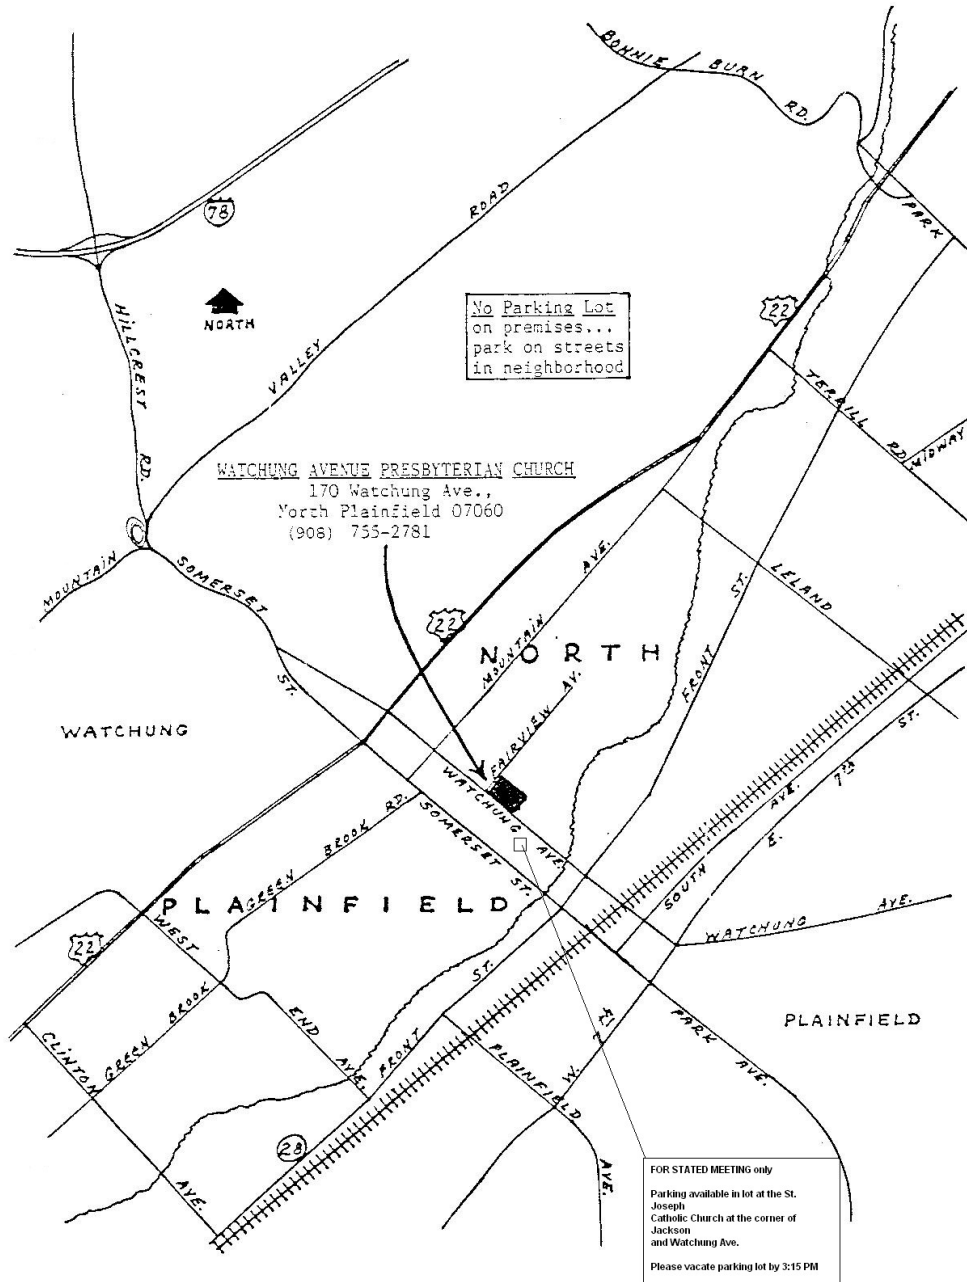 BONNIE BURN RD.
78
ROAD
PARK
NORTH
No Parking Lot
on premises...
park on streets
in neighborhood
22
HILLCREST RD.
VALLEY
TERRILL RD.
MIDWAY
WATCHUNG AVENUE PRESBYTERIAN CHURCH
170 Watchung Ave.,
North Plainfield 07060
(908) 755-2781
MOUNTAIN
SOMERSET ST.
MOUNTAIN AVE.
LELAND
22
NORTH
FRONT ST.
FAIRVIEW AV.
WATCHUNG
WATCHUNG AVE.
SOMERSET ST.
GREEN BROOK RD.
SOUTH AVE.
E. 7TH ST.
PLAINFIELD
WATCHUNG AVE.
22
WEST END AVE.
FRONT ST.
GREEN BROOK
CLINTON AVE.
PLAINFIELD AVE.
W. 7
PARK AVE.
PLAINFIELD
28
FOR STATED MEETING only
Parking available in lot at the St.
Joseph
Catholic Church at the corner of
Jackson
and Watchung Ave.
Please vacate parking lot by 3:15 PM